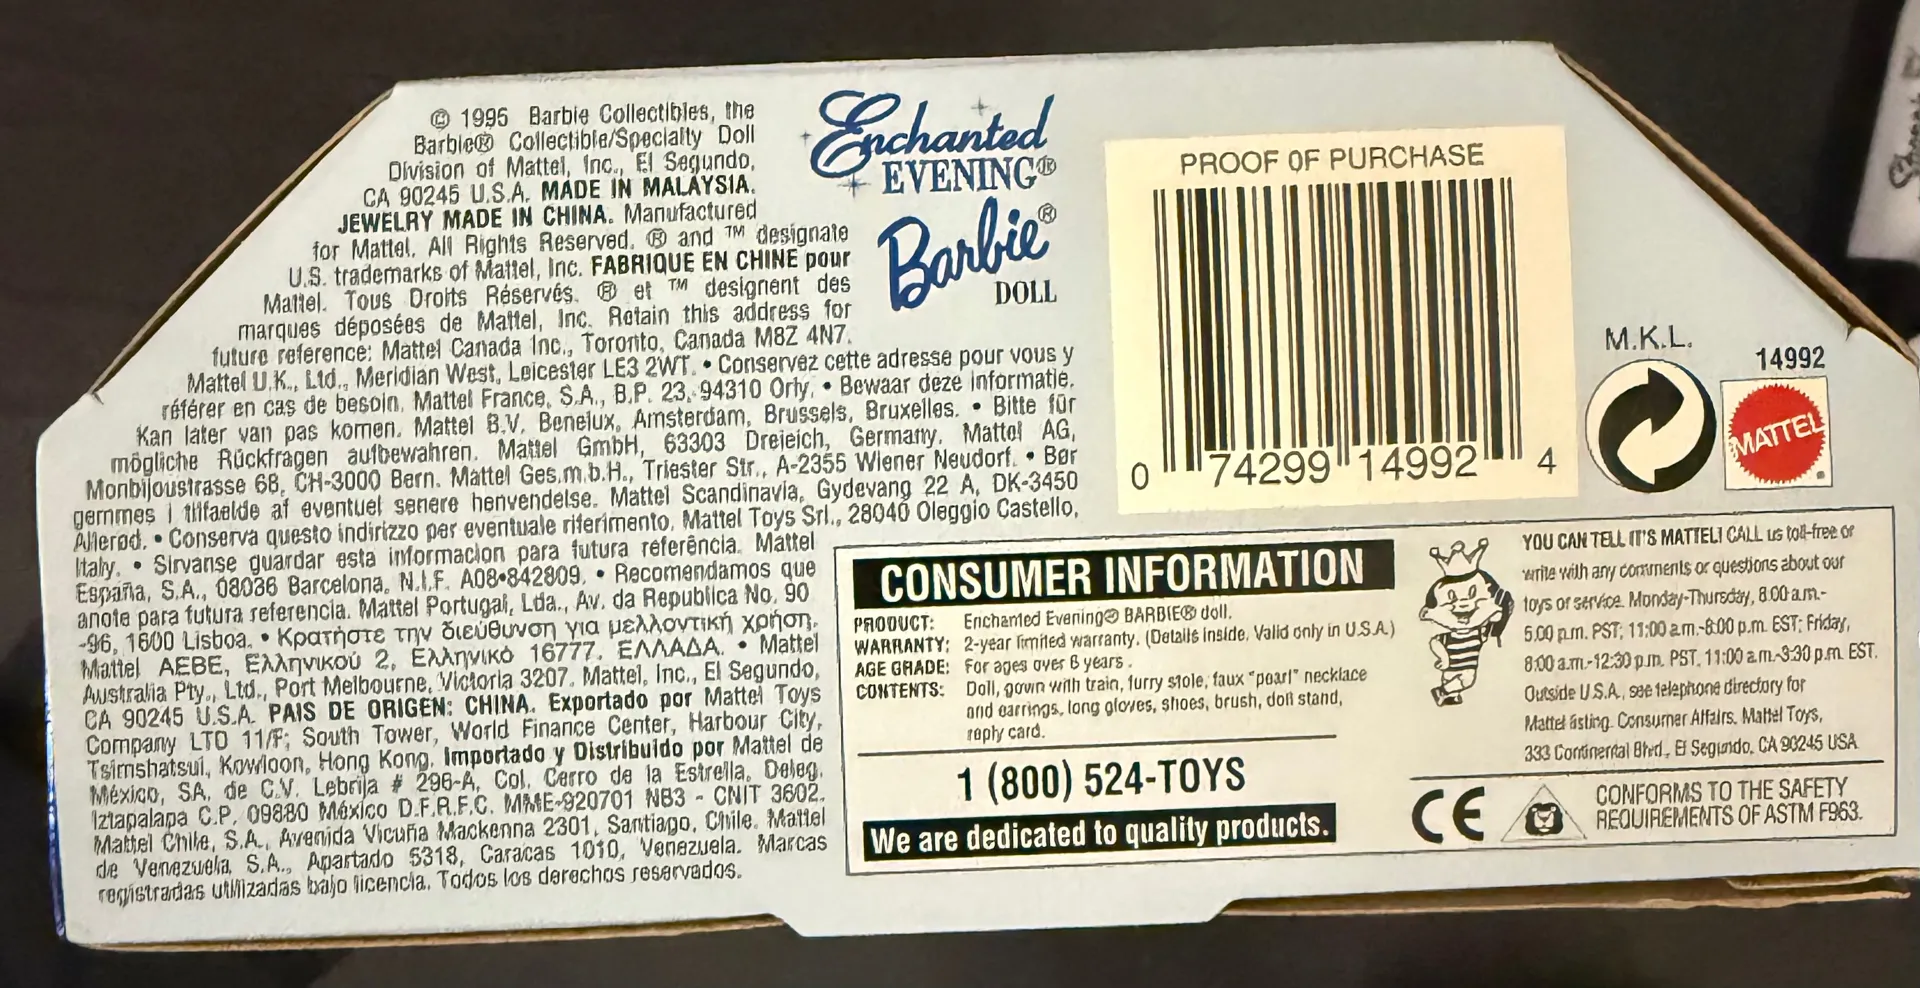 © 1995 Barbie Collectibles, the
Barbie® Collectible/Specialty Doll
Division of Mattel, Inc., El Segundo,
CA 90245 U.S.A. MADE IN MALAYSIA.
JEWELRY MADE IN CHINA. Manufactured
for Mattel. All Rights Reserved. ® and ™ designate
U.S. trademarks of Mattel, Inc. FABRIQUE EN CHINE pour
Mattel. Tous Droits Réservés. ® et ™ designent des
marques déposées de Mattel, Inc. Retain this address for
future reference: Mattel Canada Inc., Toronto, Canada M8Z 4N7.
Mattel U.K., Ltd., Meridian West, Leicester LE3 2WT. • Conservez cette adresse pour vous y
référer en cas de besoin. Mattel France, S.A., B.P. 23, 94310 Orly. • Bewaar deze informatie.
Kan later van pas komen. Mattel B.V. Benelux, Amsterdam, Brussels, Bruxelles. • Bitte für
mögliche Rückfragen aufbewahren. Mattel GmbH, 63303 Dreieich, Germany. Mattel AG,
Monbijoustrasse 68, CH-3000 Bern. Mattel Ges.m.b.H., Triester Str., A-2355 Wiener Neudorf. • Bør
gemmes i tilfælde af eventuel senere henvendelse. Mattel Scandinavia, Gydevang 22 A, DK-3450
Allerød. • Conserva questo indirizzo per eventuale riferimento. Mattel Toys Srl., 28040 Oleggio Castello,
Italy. • Sirvanse guardar esta informacion para futura referência. Mattel
España, S.A., 08036 Barcelona, N.I.F. A08•842809. • Recomendamos que
anote para futura referencia. Mattel Portugal, Lda., Av. da Republica No. 90
-96, 1600 Lisboa. • Κρατήστε την διεύθυνση για μελλοντική χρήση.
Mattel AEBE, Ελληνικού 2, Ελληνικό 16777, ΕΛΛΑΔΑ. • Mattel
Australia Pty., Ltd., Port Melbourne, Victoria 3207. Mattel, Inc., El Segundo,
CA 90245 U.S.A. PAIS DE ORIGEN: CHINA. Exportado por Mattel Toys
Company LTD 11/F; South Tower, World Finance Center, Harbour City,
Tsimshatsui, Kowloon, Hong Kong. Importado y Distribuido por Mattel de
México, SA, de C.V. Lebrija # 296-A, Col. Cerro de la Estrella, Deleg.
Iztapalapa C.P. 09880 México D.F.R.F.C. MME-920701 NB3 - CNIT 3602.
Mattel Chile, S.A., Avenida Vicuña Mackenna 2301, Santiago, Chile. Mattel
de Venezuela, S.A., Apartado 5318, Caracas 1010, Venezuela. Marcas
registradas utilizadas bajo licencia. Todos los derechos reservados.
Enchanted
EVENING®
Barbie®
DOLL
PROOF OF PURCHASE
0 74299 14992 4
M.K.L.
14992
MATTEL
CONSUMER INFORMATION
PRODUCT: Enchanted Evening® BARBIE® doll.
WARRANTY: 2-year limited warranty. (Details inside. Valid only in U.S.A.)
AGE GRADE: For ages over 6 years.
CONTENTS: Doll, gown with train, furry stole, faux "pearl" necklace
and earrings, long gloves, shoes, brush, doll stand,
reply card.
1 (800) 524-TOYS
We are dedicated to quality products.
YOU CAN TELL IT'S MATTEL! CALL us toll-free or
write with any comments or questions about our
toys or service. Monday-Thursday, 8:00 a.m.-
5:00 p.m. PST; 11:00 a.m.-8:00 p.m. EST; Friday,
8:00 a.m.-12:30 p.m. PST, 11:00 a.m.-3:30 p.m. EST.
Outside U.S.A., see telephone directory for
Mattel listing. Consumer Affairs, Mattel Toys,
333 Continental Blvd., El Segundo, CA 90245 USA
CE
CONFORMS TO THE SAFETY
REQUIREMENTS OF ASTM F963.